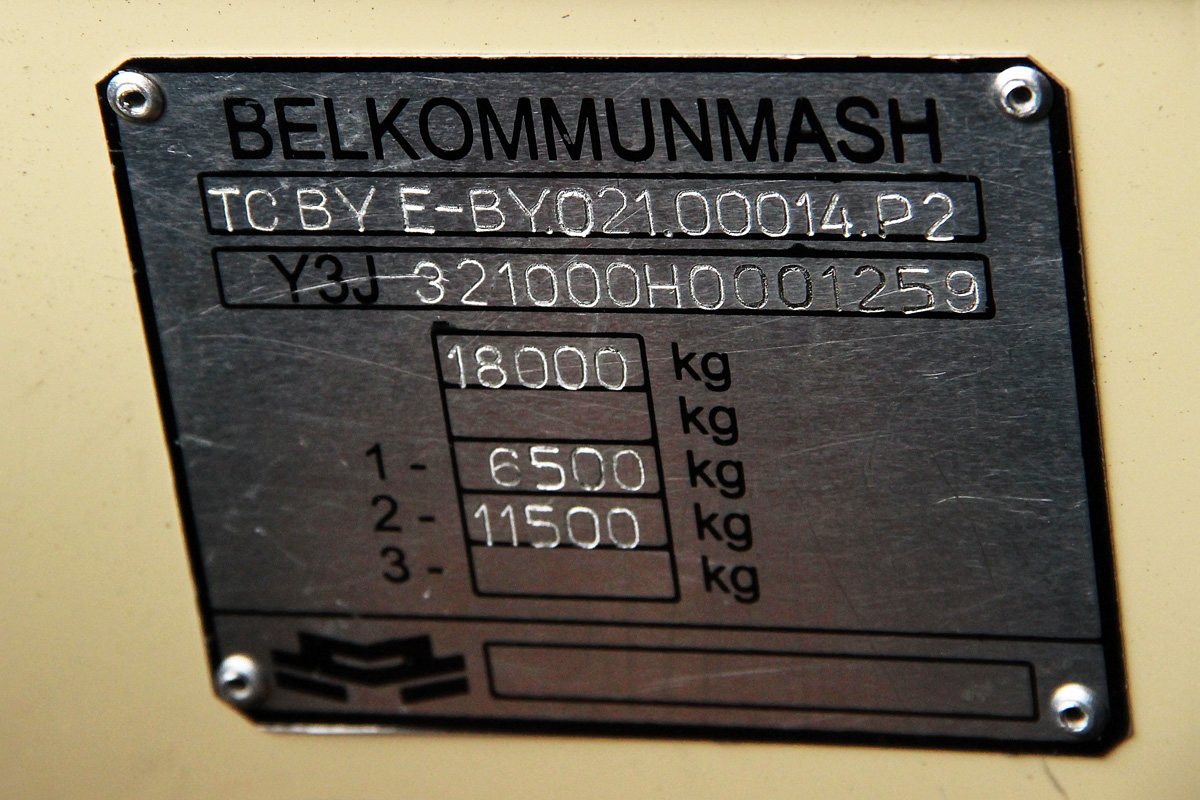 BELKOMMUNMASH
TC BY E-BY.021.00014.P2
Y3J 321000H0001259
18000 kg
kg
1 - 6500 kg
2 - 11500 kg
3 - kg